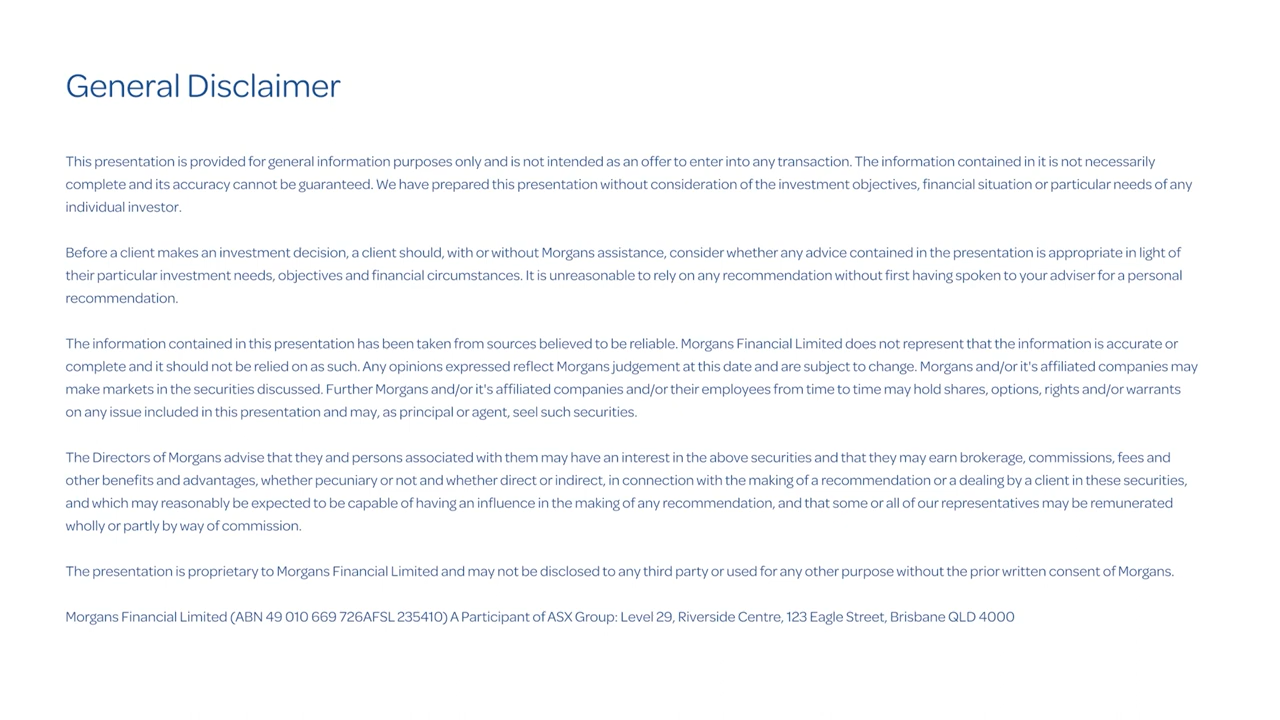 General Disclaimer
This presentation is provided for general information purposes only and is not intended as an offer to enter into any transaction. The information contained in it is not necessarily
complete and its accuracy cannot be guaranteed. We have prepared this presentation without consideration of the investment objectives, financial situation or particular needs of any
individual investor.
Before a client makes an investment decision, a client should, with or without Morgans assistance, consider whether any advice contained in the presentation is appropriate in light of
their particular investment needs, objectives and financial circumstances. It is unreasonable to rely on any recommendation without first having spoken to your adviser for a personal
recommendation.
The information contained in this presentation has been taken from sources believed to be reliable. Morgans Financial Limited does not represent that the information is accurate or
complete and it should not be relied on as such. Any opinions expressed reflect Morgans judgement at this date and are subject to change. Morgans and/or it's affiliated companies may
make markets in the securities discussed. Further Morgans and/or it's affiliated companies and/or their employees from time to time may hold shares, options, rights and/or warrants
on any issue included in this presentation and may, as principal or agent, seel such securities.
The Directors of Morgans advise that they and persons associated with them may have an interest in the above securities and that they may earn brokerage, commissions, fees and
other benefits and advantages, whether pecuniary or not and whether direct or indirect, in connection with the making of a recommendation or a dealing by a client in these securities,
and which may reasonably be expected to be capable of having an influence in the making of any recommendation, and that some or all of our representatives may be remunerated
wholly or partly by way of commission.
The presentation is proprietary to Morgans Financial Limited and may not be disclosed to any third party or used for any other purpose without the prior written consent of Morgans.
Morgans Financial Limited (ABN 49 010 669 726AFSL 235410) A Participant of ASX Group: Level 29, Riverside Centre, 123 Eagle Street, Brisbane QLD 4000